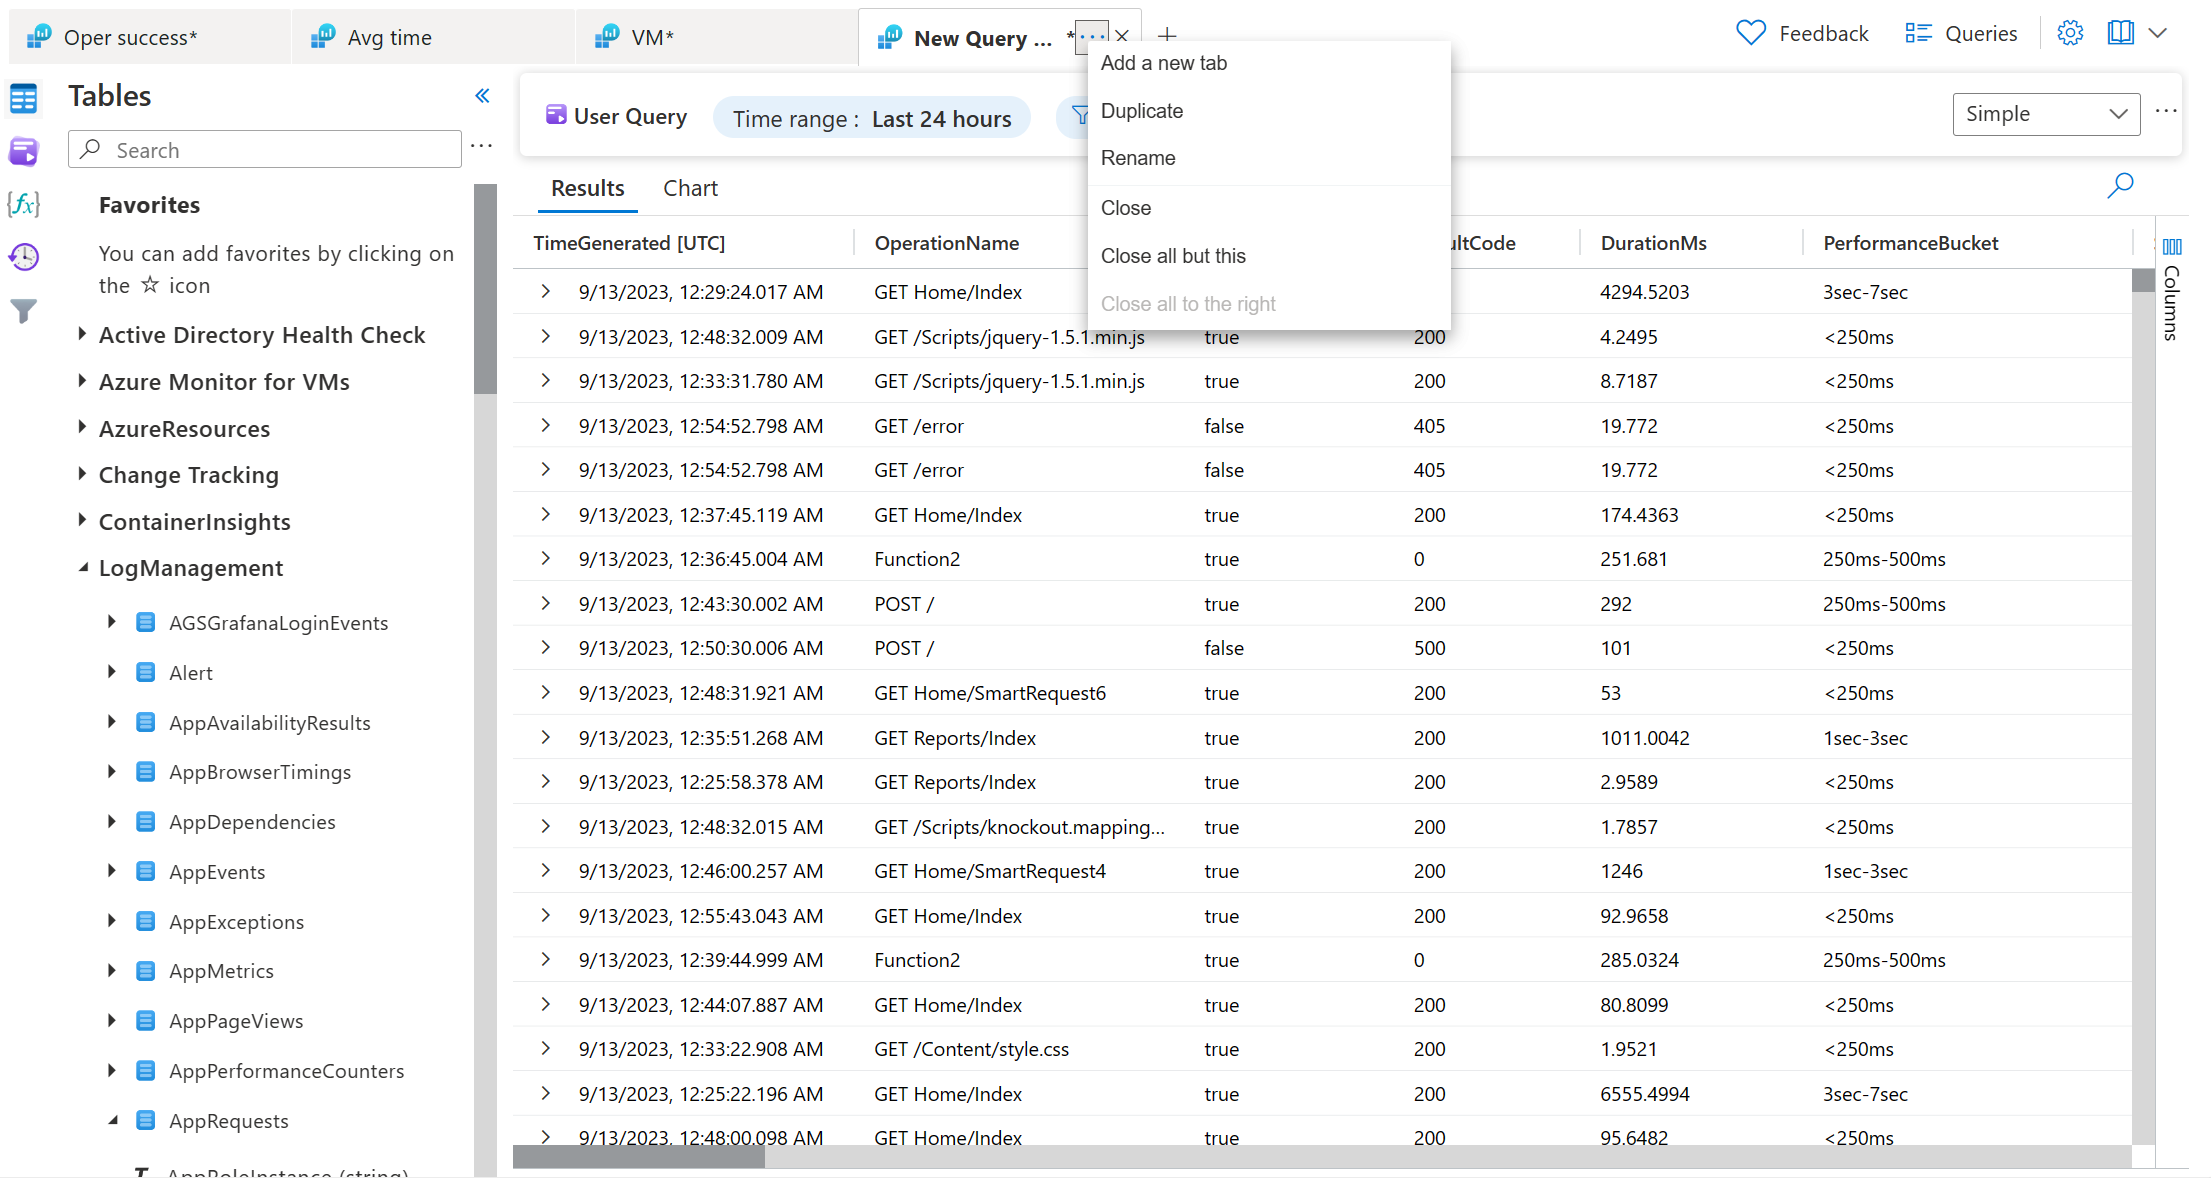 Oper success*
Avg time
VM*
New Query ... *
Feedback
Queries
Tables
Search
Favorites
You can add favorites by clicking on
the ☆ icon
Active Directory Health Check
Azure Monitor for VMs
AzureResources
Change Tracking
ContainerInsights
LogManagement
AGSGrafanaLoginEvents
Alert
AppAvailabilityResults
AppBrowserTimings
AppDependencies
AppEvents
AppExceptions
AppMetrics
AppPageViews
AppPerformanceCounters
AppRequests
AppRoleInstance (string)
User Query
Time range : Last 24 hours
Simple
Add a new tab
Duplicate
Rename
Close
Close all but this
Close all to the right
Results
Chart
TimeGenerated [UTC] OperationName ultCode DurationMs PerformanceBucket
9/13/2023, 12:29:24.017 AM GET Home/Index 4294.5203 3sec-7sec
9/13/2023, 12:48:32.009 AM GET /Scripts/jquery-1.5.1.min.js true 200 4.2495 <250ms
9/13/2023, 12:33:31.780 AM GET /Scripts/jquery-1.5.1.min.js true 200 8.7187 <250ms
9/13/2023, 12:54:52.798 AM GET /error false 405 19.772 <250ms
9/13/2023, 12:54:52.798 AM GET /error false 405 19.772 <250ms
9/13/2023, 12:37:45.119 AM GET Home/Index true 200 174.4363 <250ms
9/13/2023, 12:36:45.004 AM Function2 true 0 251.681 250ms-500ms
9/13/2023, 12:43:30.002 AM POST / true 200 292 250ms-500ms
9/13/2023, 12:50:30.006 AM POST / false 500 101 <250ms
9/13/2023, 12:48:31.921 AM GET Home/SmartRequest6 true 200 53 <250ms
9/13/2023, 12:35:51.268 AM GET Reports/Index true 200 1011.0042 1sec-3sec
9/13/2023, 12:25:58.378 AM GET Reports/Index true 200 2.9589 <250ms
9/13/2023, 12:48:32.015 AM GET /Scripts/knockout.mapping... true 200 1.7857 <250ms
9/13/2023, 12:46:00.257 AM GET Home/SmartRequest4 true 200 1246 1sec-3sec
9/13/2023, 12:55:43.043 AM GET Home/Index true 200 92.9658 <250ms
9/13/2023, 12:39:44.999 AM Function2 true 0 285.0324 250ms-500ms
9/13/2023, 12:44:07.887 AM GET Home/Index true 200 80.8099 <250ms
9/13/2023, 12:33:22.908 AM GET /Content/style.css true 200 1.9521 <250ms
9/13/2023, 12:25:22.196 AM GET Home/Index true 200 6555.4994 3sec-7sec
9/13/2023, 12:48:00.098 AM GET Home/Index true 200 95.6482 <250ms
Columns